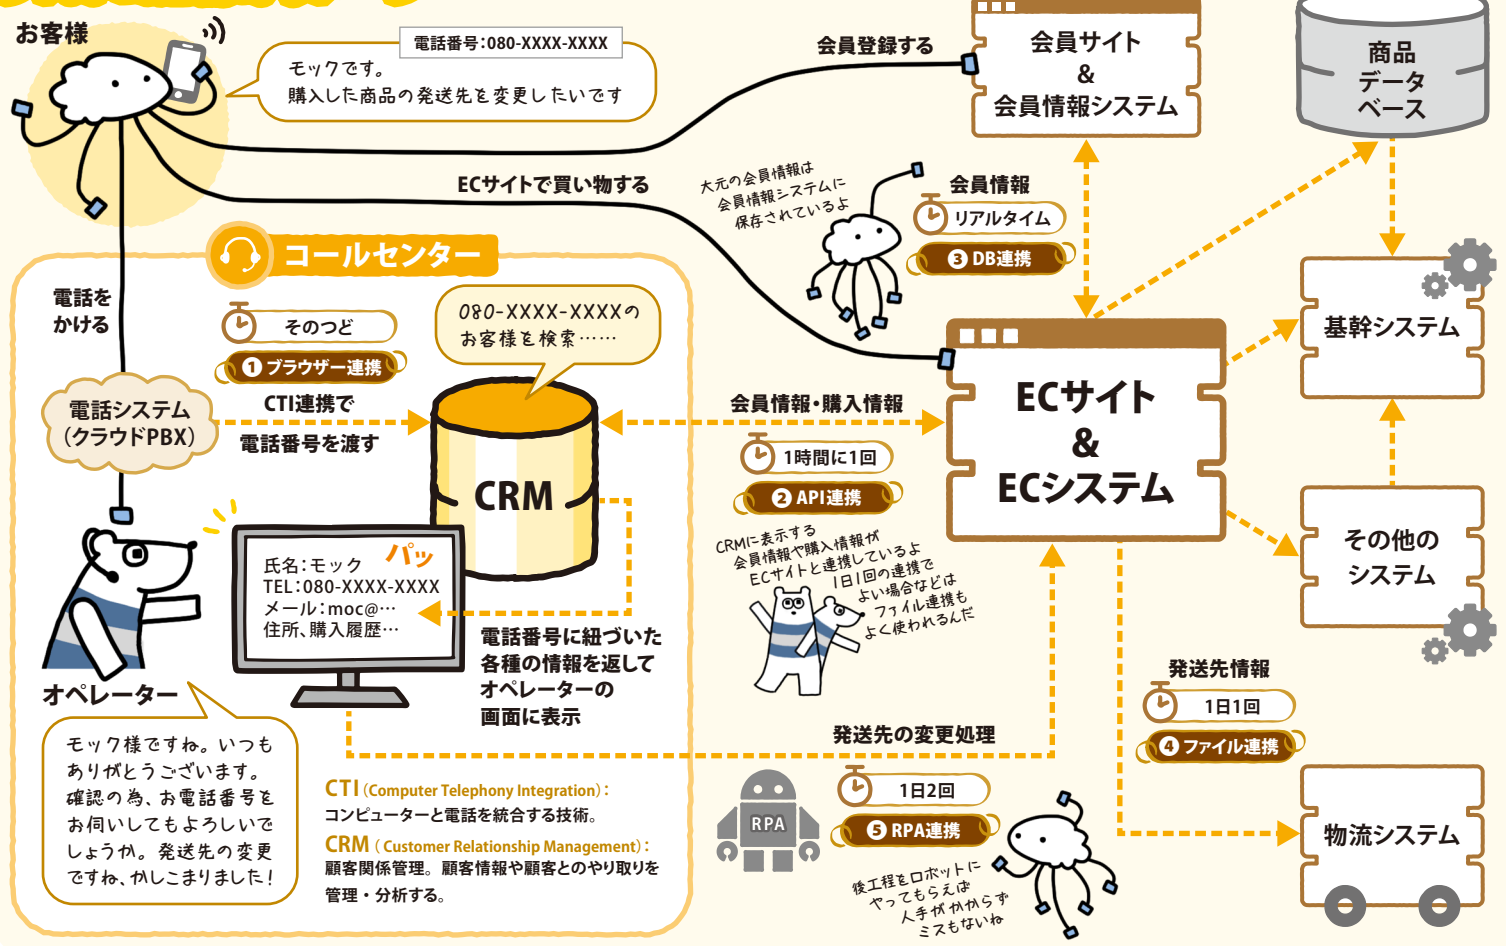 お客様
電話番号：080-XXXX-XXXX
モックです。
購入した商品の発送先を変更したいです
会員登録する
会員サイト
&
会員情報システム
商品
データ
ベース
ECサイトで買い物する
大元の会員情報は
会員情報システムに
保存されているよ
会員情報
リアルタイム
❸ DB連携
コールセンター
電話を
かける
そのつど
❶ ブラウザー連携
080-XXXX-XXXXの
お客様を検索……
電話システム
（クラウドPBX）
CTI連携で
電話番号を渡す
CRM
会員情報・購入情報
1時間に1回
❷ API連携
CRMに表示する
会員情報や購入情報が
ECサイトと連携しているよ
1日1回の連携で
よい場合などは
ファイル連携も
よく使われるんだ
ECサイト
&
ECシステム
基幹システム
その他の
システム
氏名：モック
パッ
TEL：080-XXXX-XXXX
メール：moc@…
住所、購入履歴…
電話番号に紐づいた
各種の情報を返して
オペレーターの
画面に表示
オペレーター
モック様ですね。いつも
ありがとうございます。
確認の為、お電話番号を
お伺いしてもよろしいで
しょうか。発送先の変更
ですね、かしこまりました！
CTI（Computer Telephony Integration）：
コンピューターと電話を統合する技術。
CRM（Customer Relationship Management）：
顧客関係管理。顧客情報や顧客とのやり取りを
管理・分析する。
発送先の変更処理
RPA
1日2回
❺ RPA連携
後工程をロボットに
やってもらえば
人手がかからず
ミスもないね
発送先情報
1日1回
❹ ファイル連携
物流システム